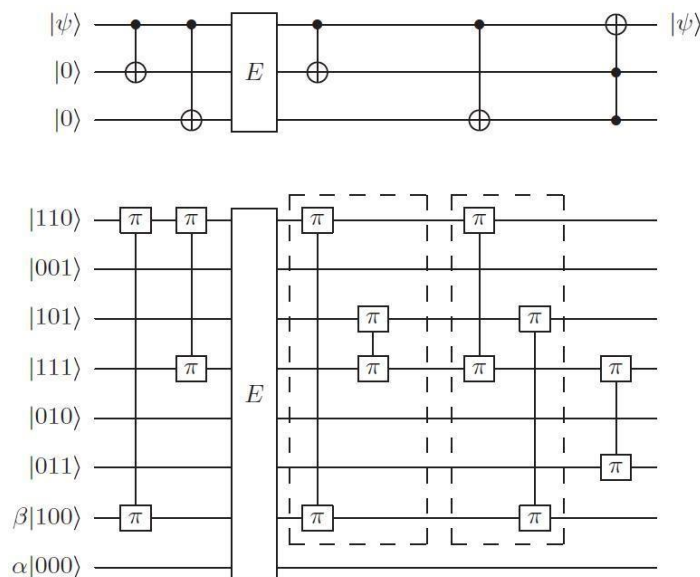 |ψ⟩ |ψ⟩
|0⟩ E
|0⟩
|110⟩ π π π π
|001⟩
|101⟩ π π
|111⟩ π π π π
E
|010⟩
|011⟩ π
β|100⟩ π π π
α|000⟩